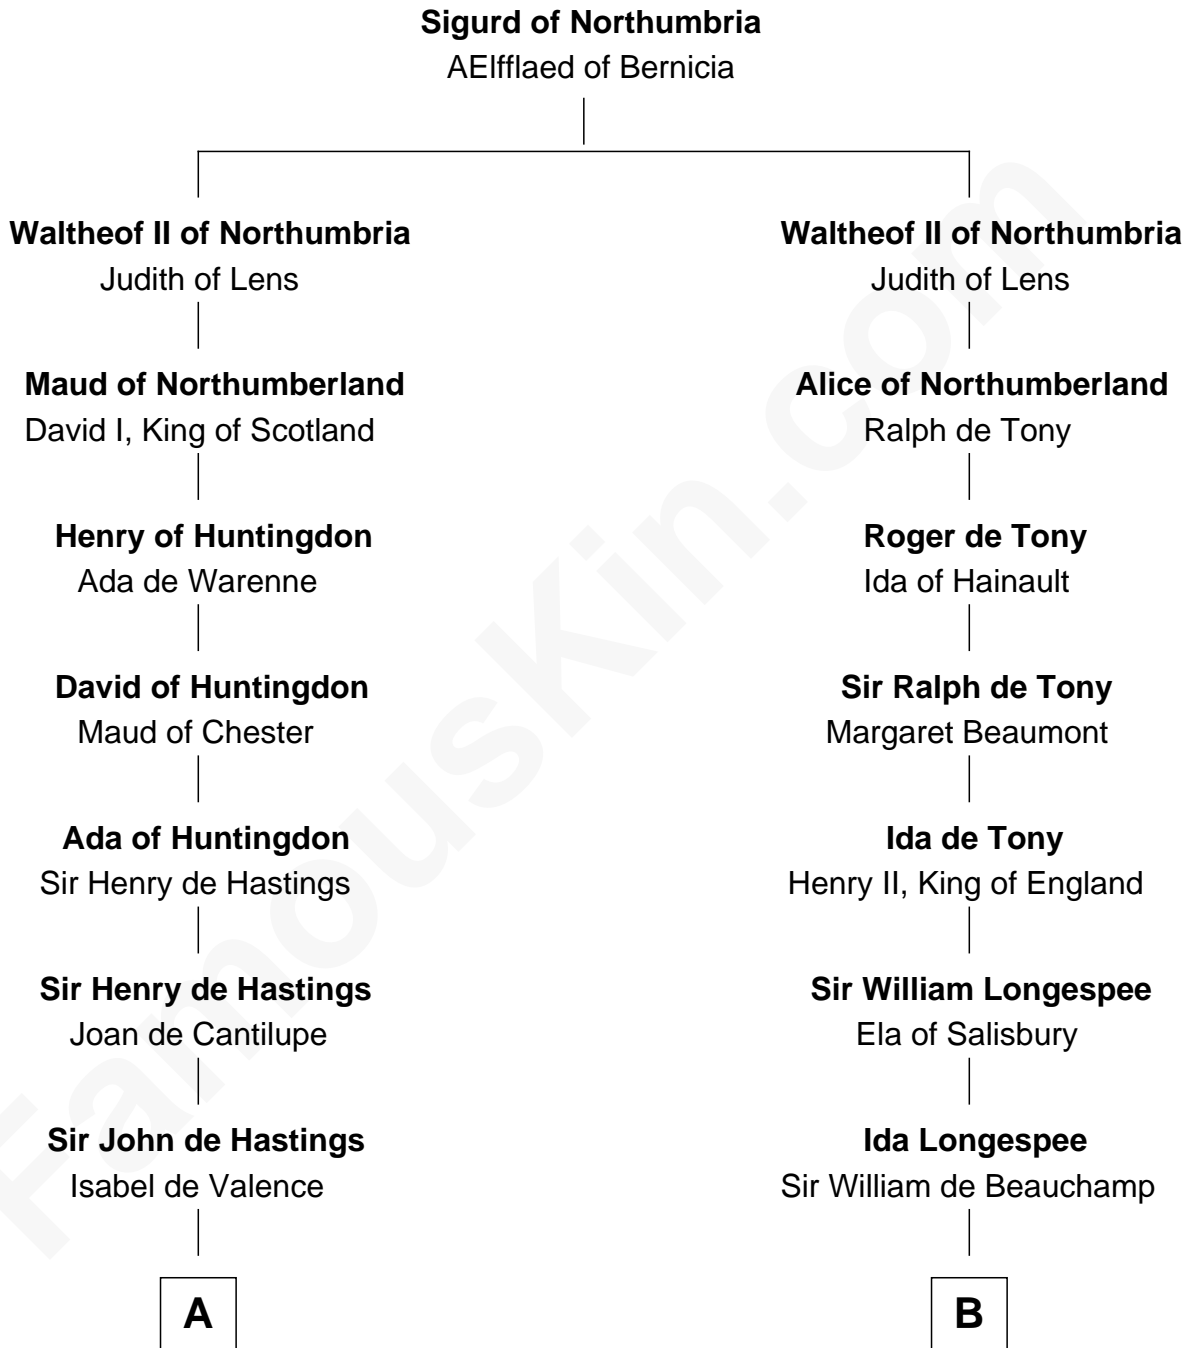 Sigurd of Northumbria
AElfflaed of Bernicia
Waltheof II of Northumbria
Judith of Lens
Maud of Northumberland
David I, King of Scotland
Henry of Huntingdon
Ada de Warenne
David of Huntingdon
Maud of Chester
Ada of Huntingdon
Sir Henry de Hastings
Sir Henry de Hastings
Joan de Cantilupe
Sir John de Hastings
Isabel de Valence
A
Waltheof II of Northumbria
Judith of Lens
Alice of Northumberland
Ralph de Tony
Roger de Tony
Ida of Hainault
Sir Ralph de Tony
Margaret Beaumont
Ida de Tony
Henry II, King of England
Sir William Longespee
Ela of Salisbury
Ida Longespee
Sir William de Beauchamp
B
FamousKin.com